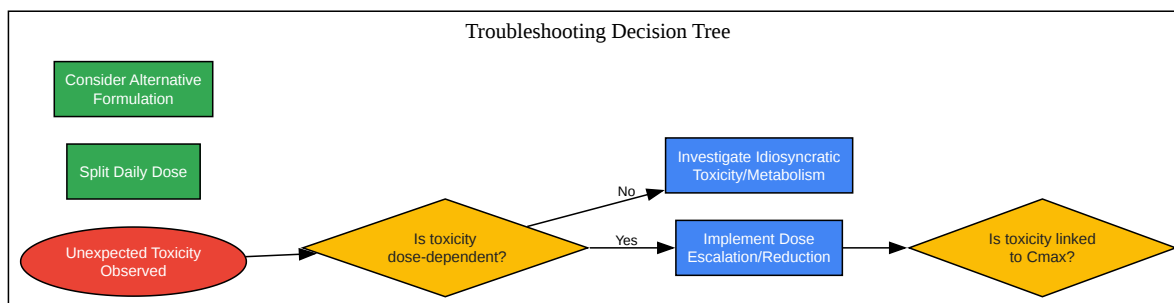 Troubleshooting Decision Tree
Consider Alternative
Formulation
Split Daily Dose
Unexpected Toxicity
Observed
Is toxicity
dose-dependent?
No
Yes
Investigate Idiosyncratic
Toxicity/Metabolism
Implement Dose
Escalation/Reduction
Is toxicity linked
to Cmax?